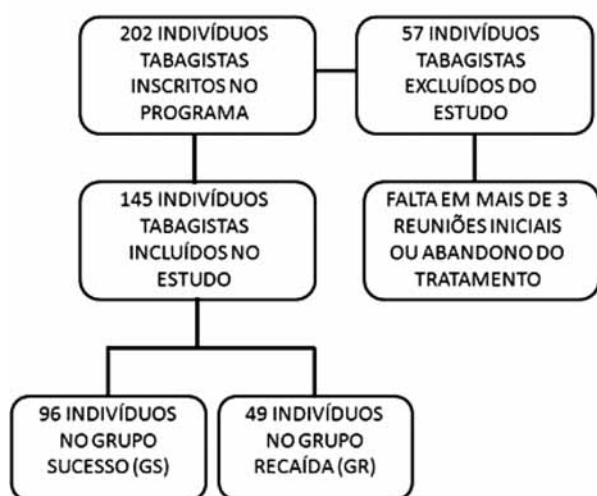 202 INDIVÍDUOS
TABAGISTAS
INSCRITOS NO
PROGRAMA
57 INDIVÍDUOS
TABAGISTAS
EXCLUÍDOS DO
ESTUDO
145 INDIVÍDUOS
TABAGISTAS
INCLUÍDOS NO
ESTUDO
FALTA EM MAIS DE 3
REUNIÕES INICIAIS
OU ABANDONO DO
TRATAMENTO
96 INDIVÍDUOS
NO GRUPO
SUCESSO (GS)
49 INDIVÍDUOS
NO GRUPO
RECAÍDA (GR)